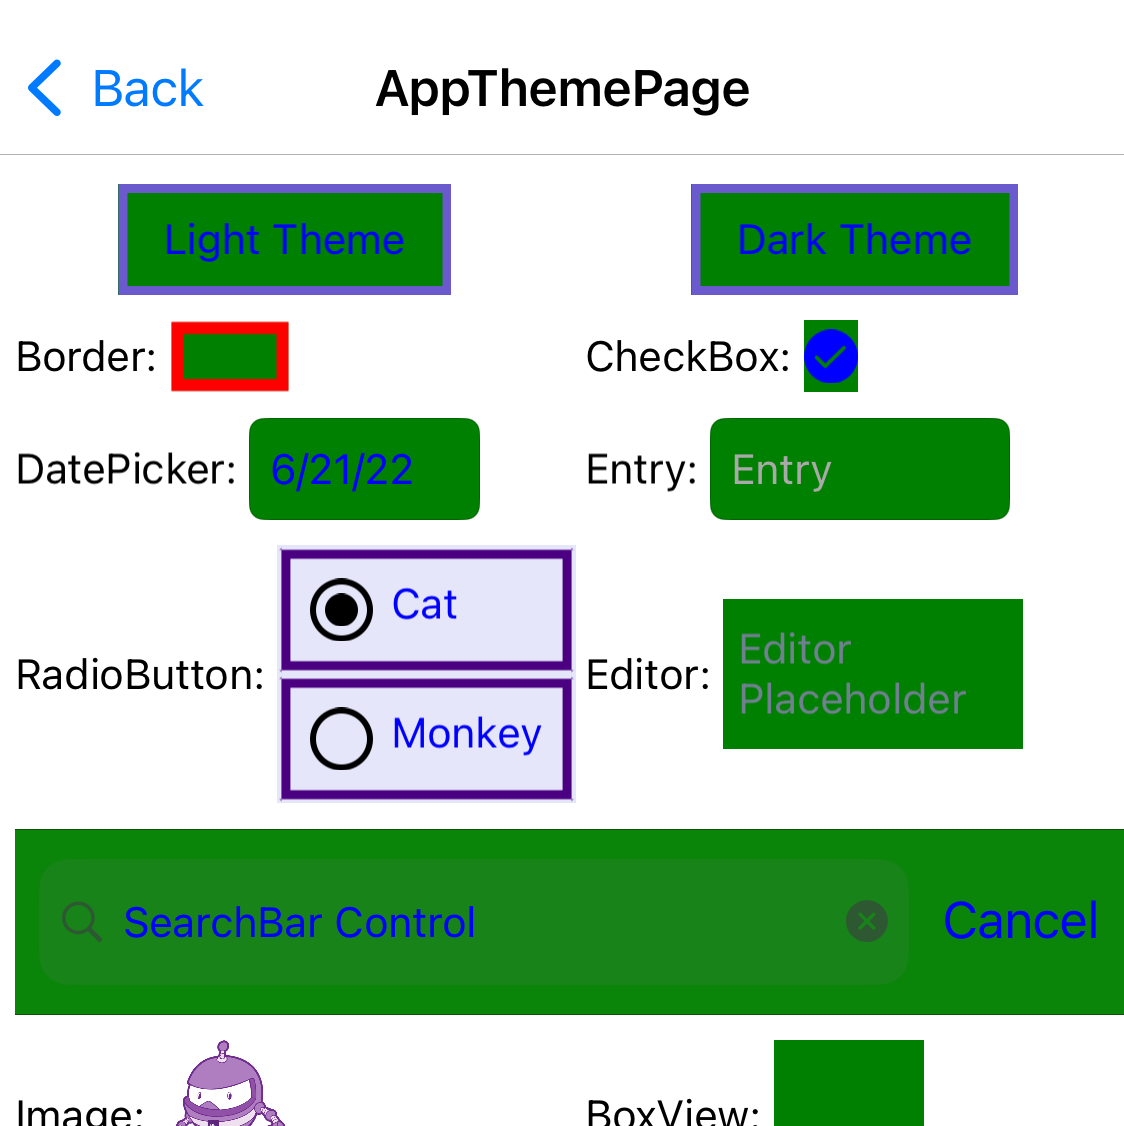 Back
AppThemePage
Light Theme
Dark Theme
Border:
CheckBox:
DatePicker:
6/21/22
Entry:
Entry
RadioButton:
Cat
Monkey
Editor:
Editor
Placeholder
SearchBar Control
Cancel
Image:
BoxView: